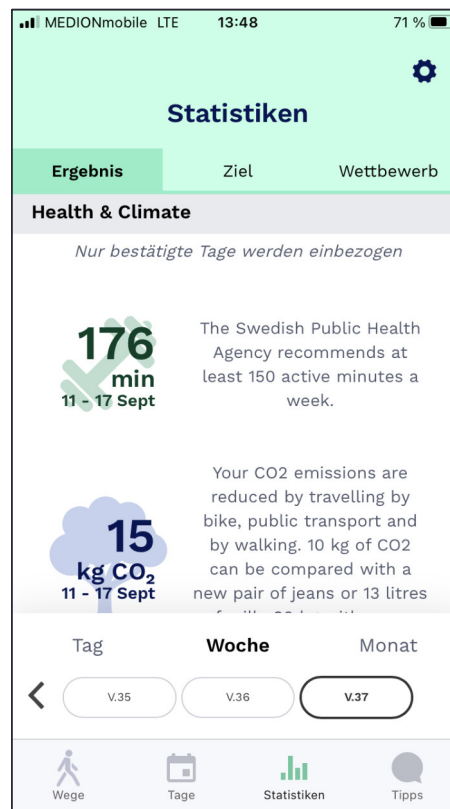 MEDIONmobile LTE 13:48 71 %
Statistiken
Ergebnis Ziel Wettbewerb
Health & Climate
Nur bestätigte Tage werden einbezogen
176
min
11 - 17 Sept
The Swedish Public Health
Agency recommends at
least 150 active minutes a
week.
15
kg CO₂
11 - 17 Sept
Your CO2 emissions are
reduced by travelling by
bike, public transport and
by walking. 10 kg of CO2
can be compared with a
new pair of jeans or 13 litres
Tag Woche Monat
V.35 V.36 V.37
Wege Tage Statistiken Tipps